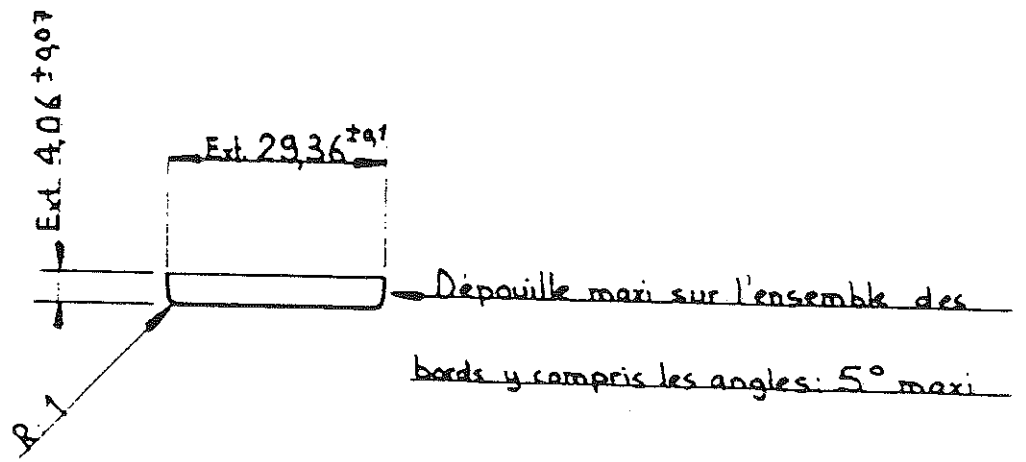 Ext. 4,06 ±0,07
Ext. 29,36 ±0,1
Dépouille maxi sur l'ensemble des
bords y compris les angles: 5° maxi
R. 1